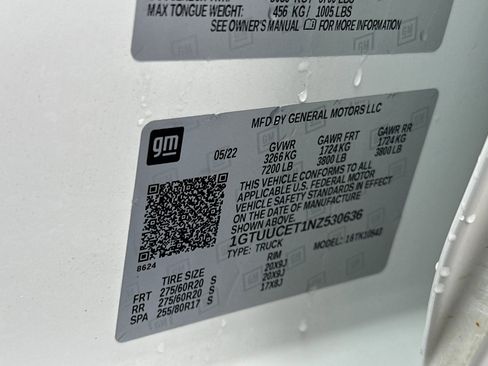 MAX TONGUE WEIGHT: 456 KG / 1005 LBS
SEE OWNER'S MANUAL FOR MORE INFORMATION
MFD BY GENERAL MOTORS LLC
gm
05/22 GVWR GAWR FRT GAWR RR
3266 KG 1724 KG 1724 KG
7200 LB 3800 LB 3800 LB
THIS VEHICLE CONFORMS TO ALL
APPLICABLE U.S. FEDERAL MOTOR
VEHICLE SAFETY STANDARDS IN EFFECT ON
THE DATE OF MANUFACTURE SHOWN ABOVE.
1GTUUCET1NZ530636
8624 TYPE: TRUCK MODEL:
TIRE SIZE RIM
FRT 275/60R20 S 20X9J
RR 275/60R20 S 20X9J
SPA 255/80R17 S 17X8J